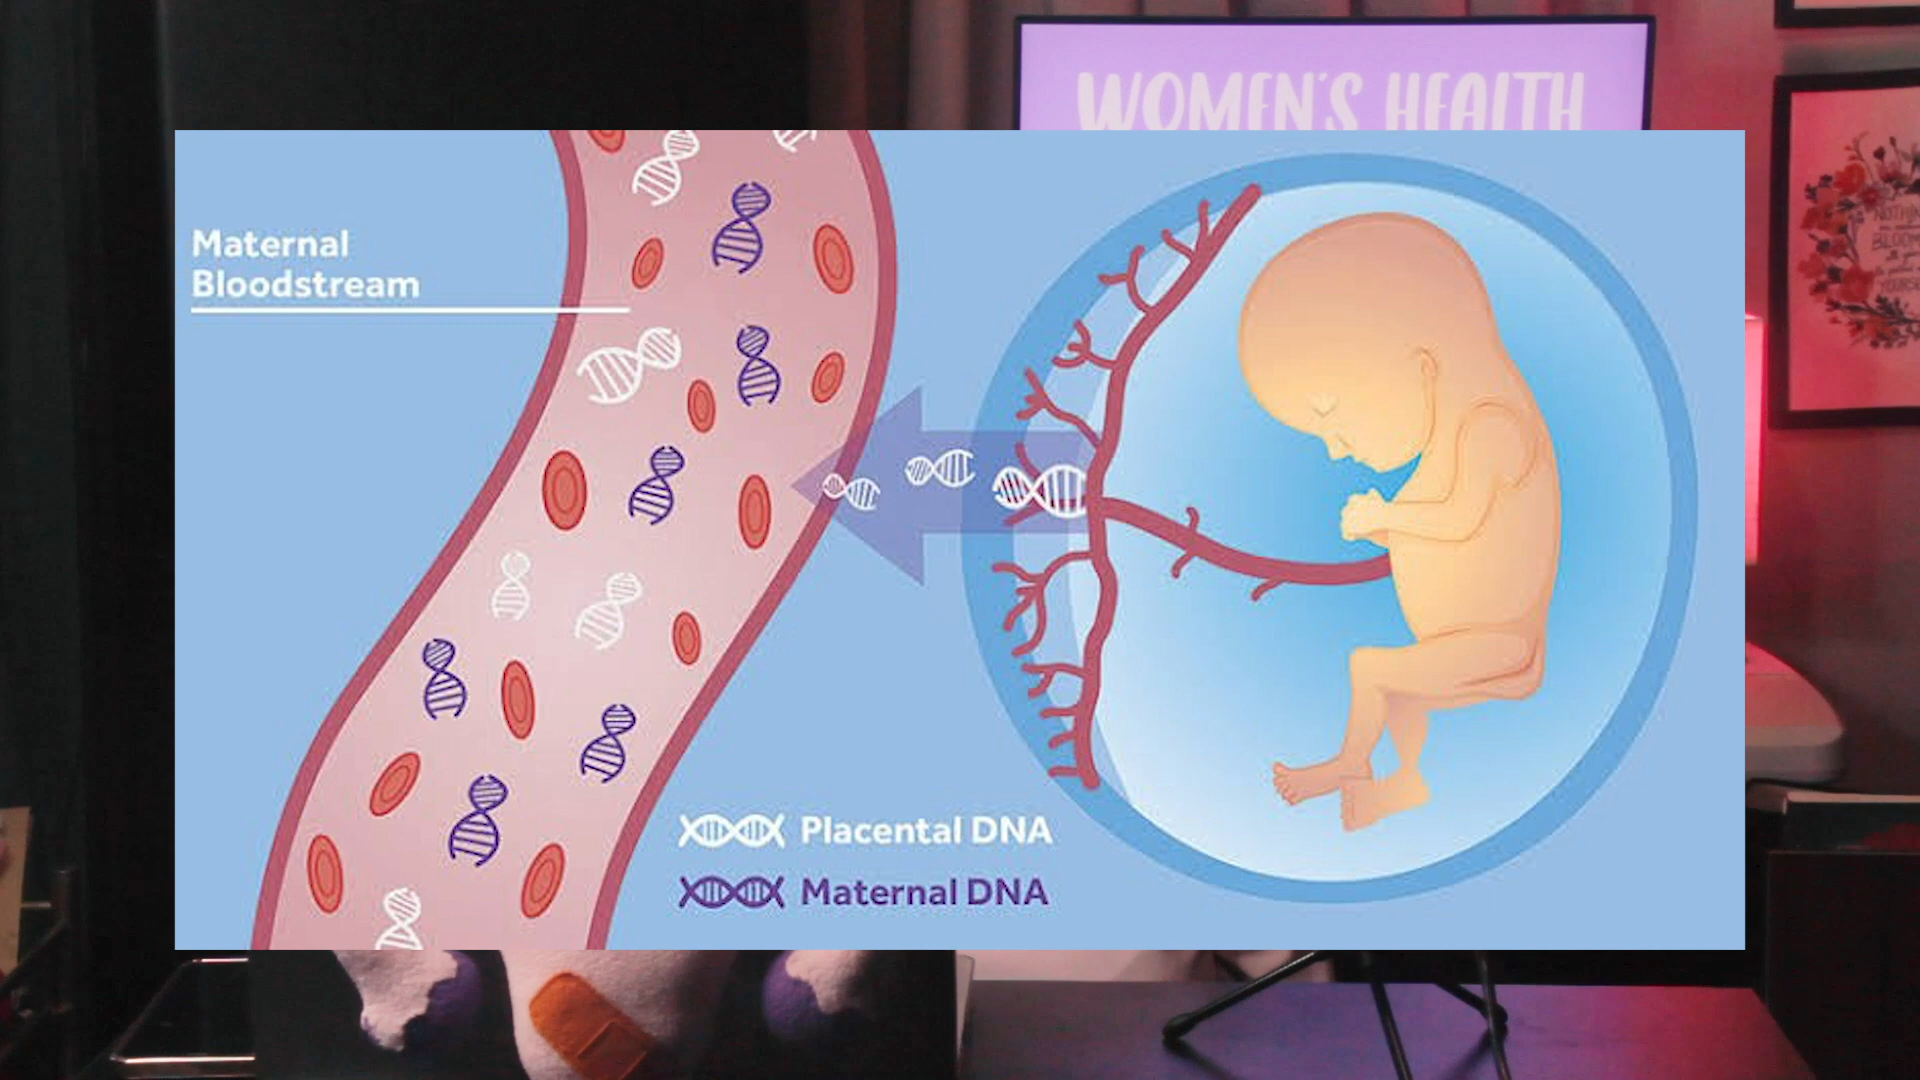 WOMEN'S HEALTH
Maternal
Bloodstream
Placental DNA
Maternal DNA